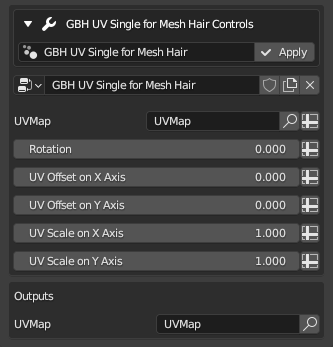 GBH UV Single for Mesh Hair Controls
GBH UV Single for Mesh Hair Apply
GBH UV Single for Mesh Hair
UVMap UVMap
Rotation 0.000
UV Offset on X Axis 0.000
UV Offset on Y Axis 0.000
UV Scale on X Axis 1.000
UV Scale on Y Axis 1.000
Outputs
UVMap UVMap